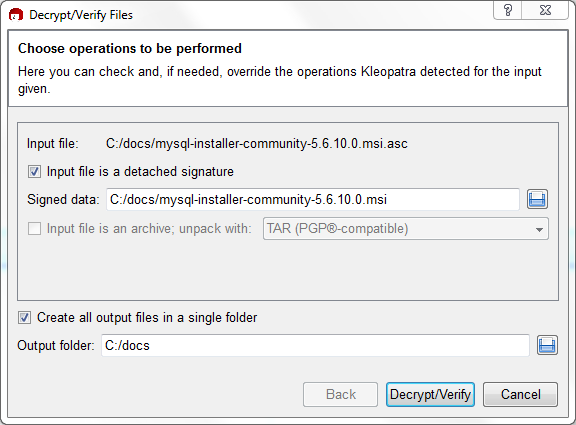 Decrypt/Verify Files
Choose operations to be performed
Here you can check and, if needed, override the operations Kleopatra detected for the input
given.
Input file: C:/docs/mysql-installer-community-5.6.10.0.msi.asc
Input file is a detached signature
Signed data: C:/docs/mysql-installer-community-5.6.10.0.msi
Input file is an archive; unpack with: TAR (PGP®-compatible)
Create all output files in a single folder
Output folder: C:/docs
Back Decrypt/Verify Cancel